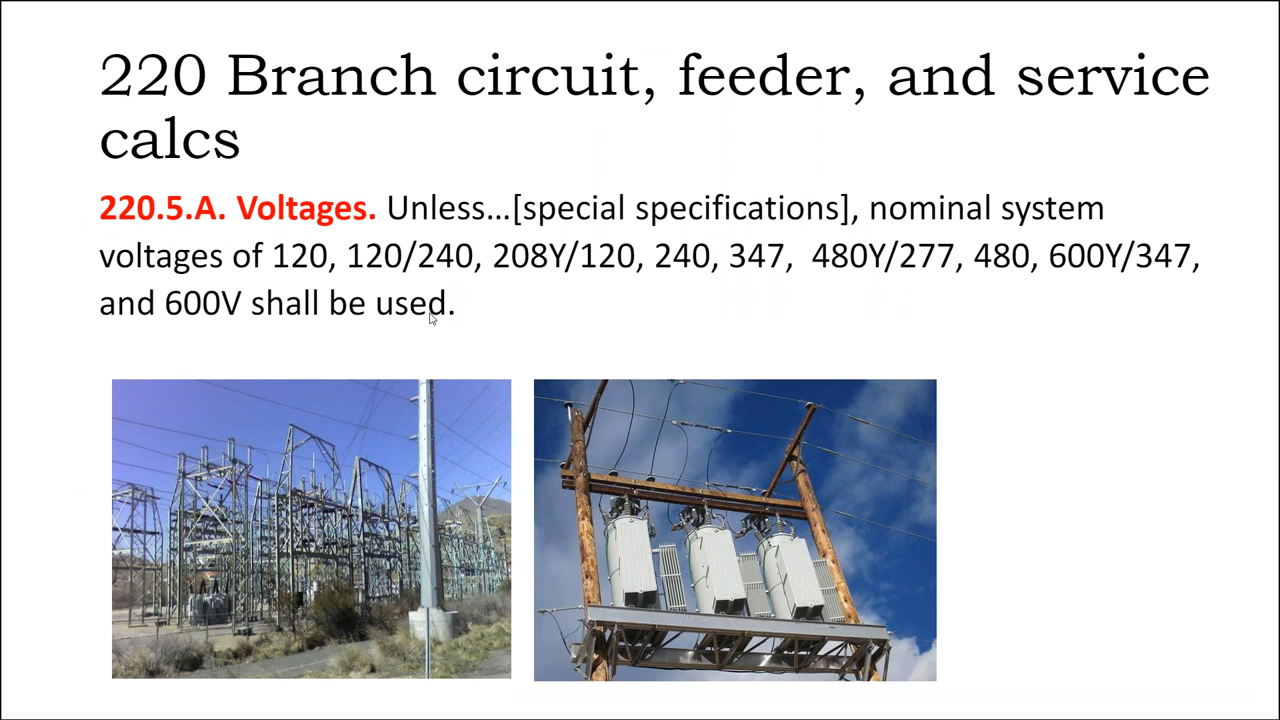 220 Branch circuit, feeder, and service
calcs
220.5.A. Voltages. Unless...[special specifications], nominal system
voltages of 120, 120/240, 208Y/120, 240, 347,  480Y/277, 480, 600Y/347,
and 600V shall be used.